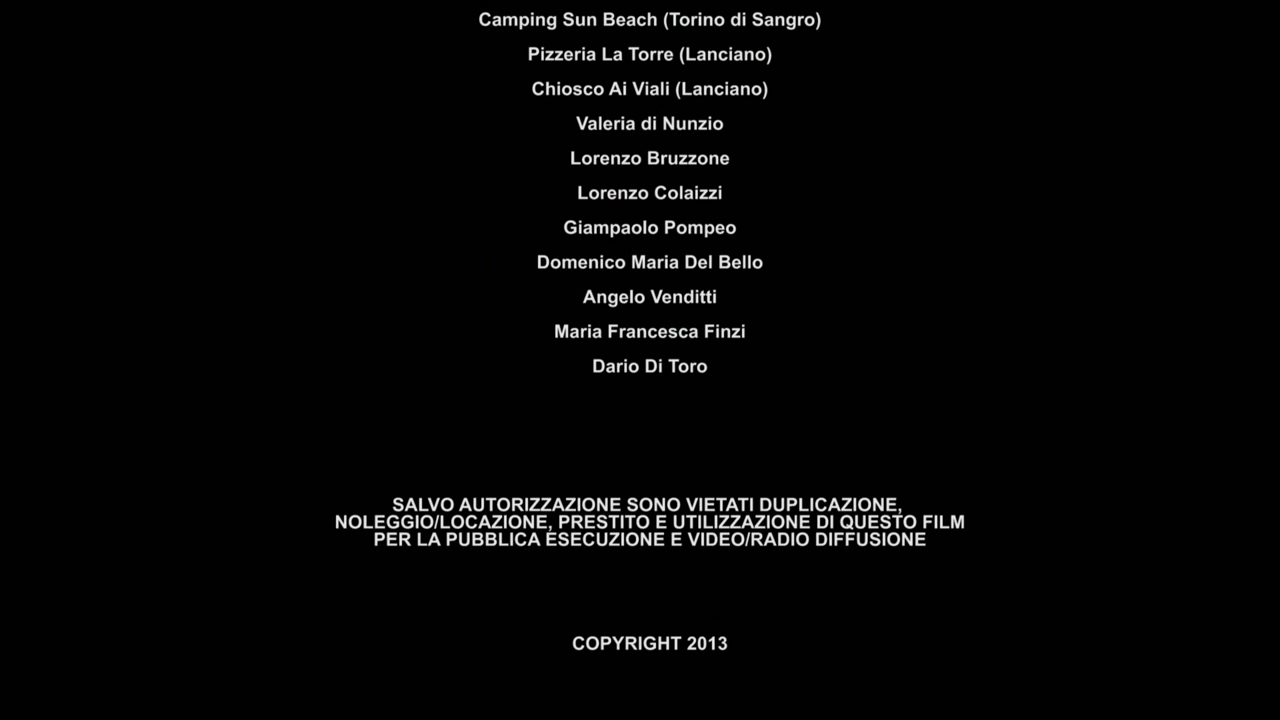 Camping Sun Beach (Torino di Sangro)
Pizzeria La Torre (Lanciano)
Chiosco Ai Viali (Lanciano)
Valeria di Nunzio
Lorenzo Bruzzone
Lorenzo Colaizzi
Giampaolo Pompeo
Domenico Maria Del Bello
Angelo Venditti
Maria Francesca Finzi
Dario Di Toro
SALVO AUTORIZZAZIONE SONO VIETATI DUPLICAZIONE,
NOLEGGIO/LOCAZIONE, PRESTITO E UTILIZZAZIONE DI QUESTO FILM
PER LA PUBBLICA ESECUZIONE E VIDEO/RADIO DIFFUSIONE
COPYRIGHT 2013